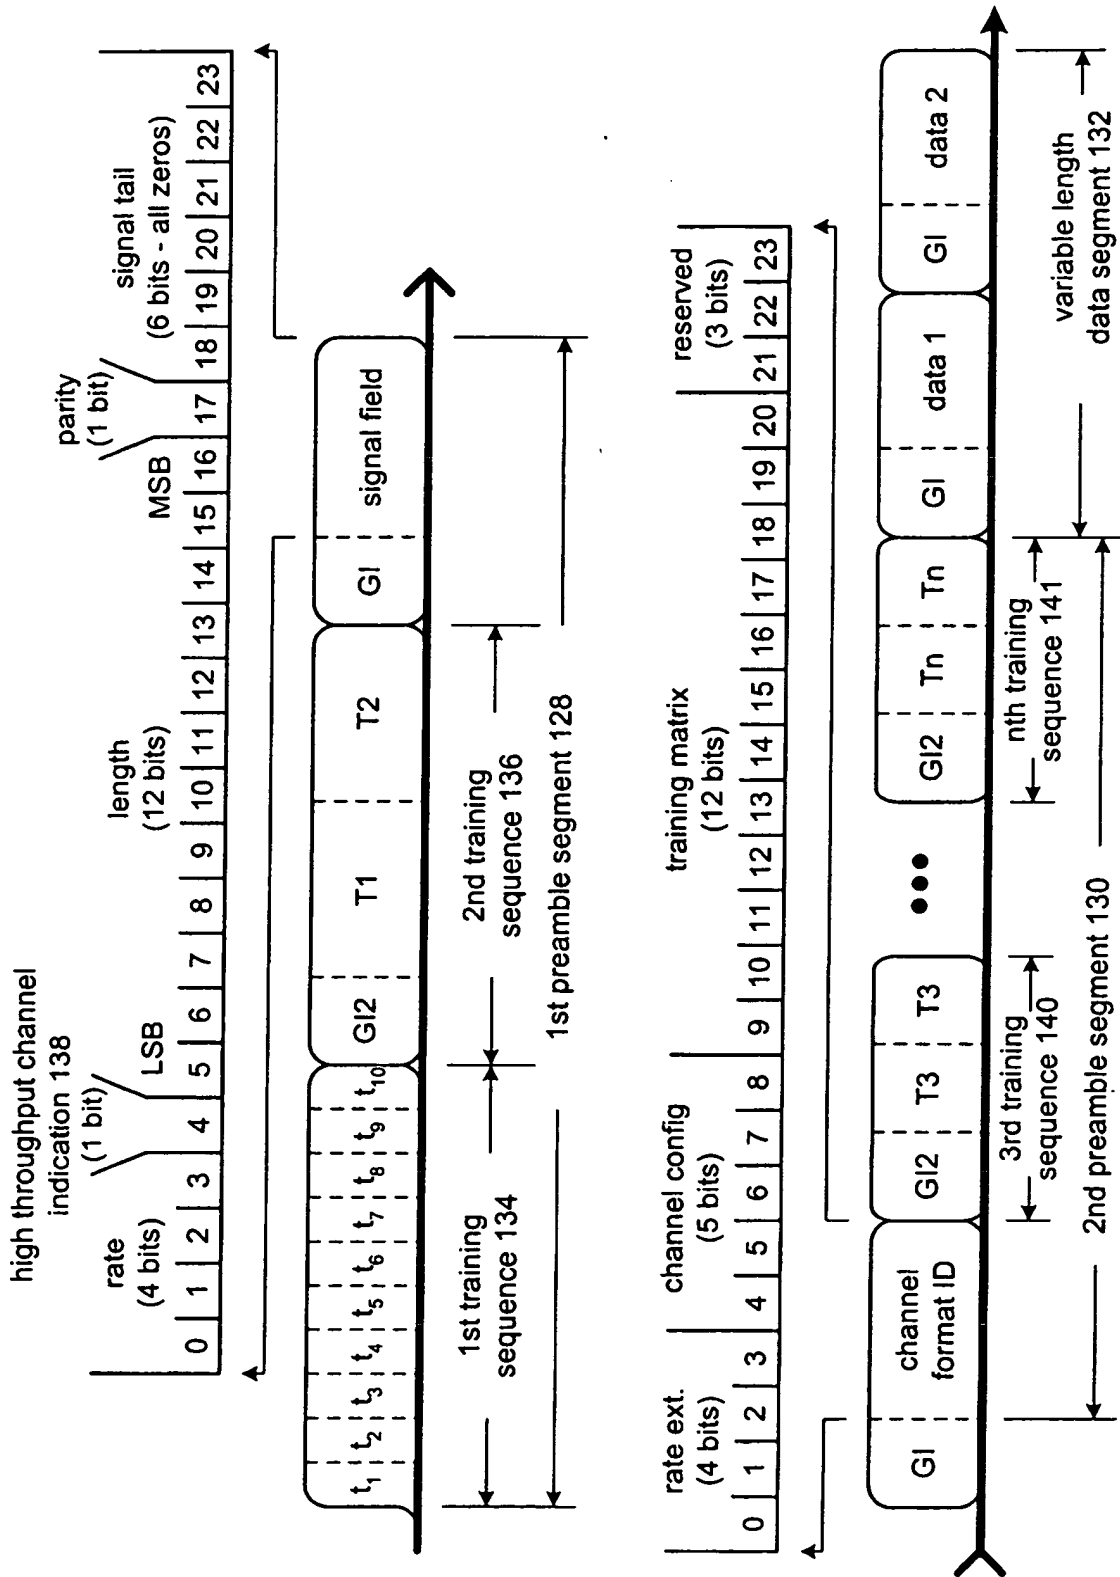 high throughput channel
indication 138
(1 bit)
rate
(4 bits)
LSB
length
(12 bits)
MSB
parity
(1 bit)
signal tail
(6 bits - all zeros)
0 1 2 3 4 5 6 7 8 9 10 11 12 13 14 15 16 17 18 19 20 21 22 23
t1 t2 t3 t4 t5 t6 t7 t8 t9 t10 GI2 T1 T2 GI signal field
1st training
sequence 134
2nd training
sequence 136
1st preamble segment 128
rate ext.
(4 bits)
channel config
(5 bits)
training matrix
(12 bits)
reserved
(3 bits)
0 1 2 3 4 5 6 7 8 9 10 11 12 13 14 15 16 17 18 19 20 21 22 23
GI
channel
format ID
GI2 T3 T3 ••• GI2 Tn Tn GI data 1 GI data 2
3rd training
sequence 140
nth training
sequence 141
2nd preamble segment 130
variable length
data segment 132